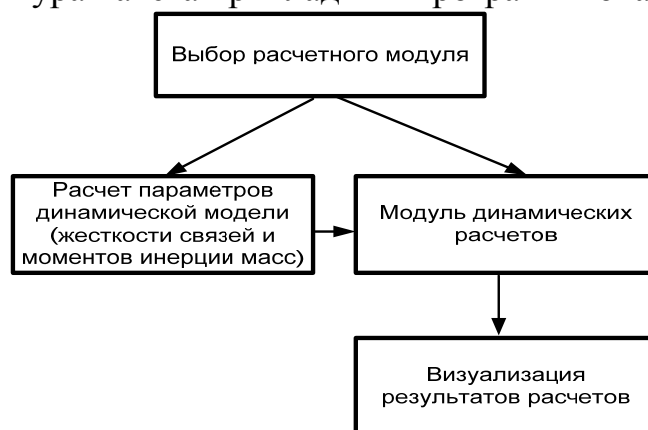 Выбор расчетного модуля
Расчет параметров
динамической модели
(жесткости связей и
моментов инерции масс)
Модуль динамических
расчетов
Визуализация
результатов расчетов